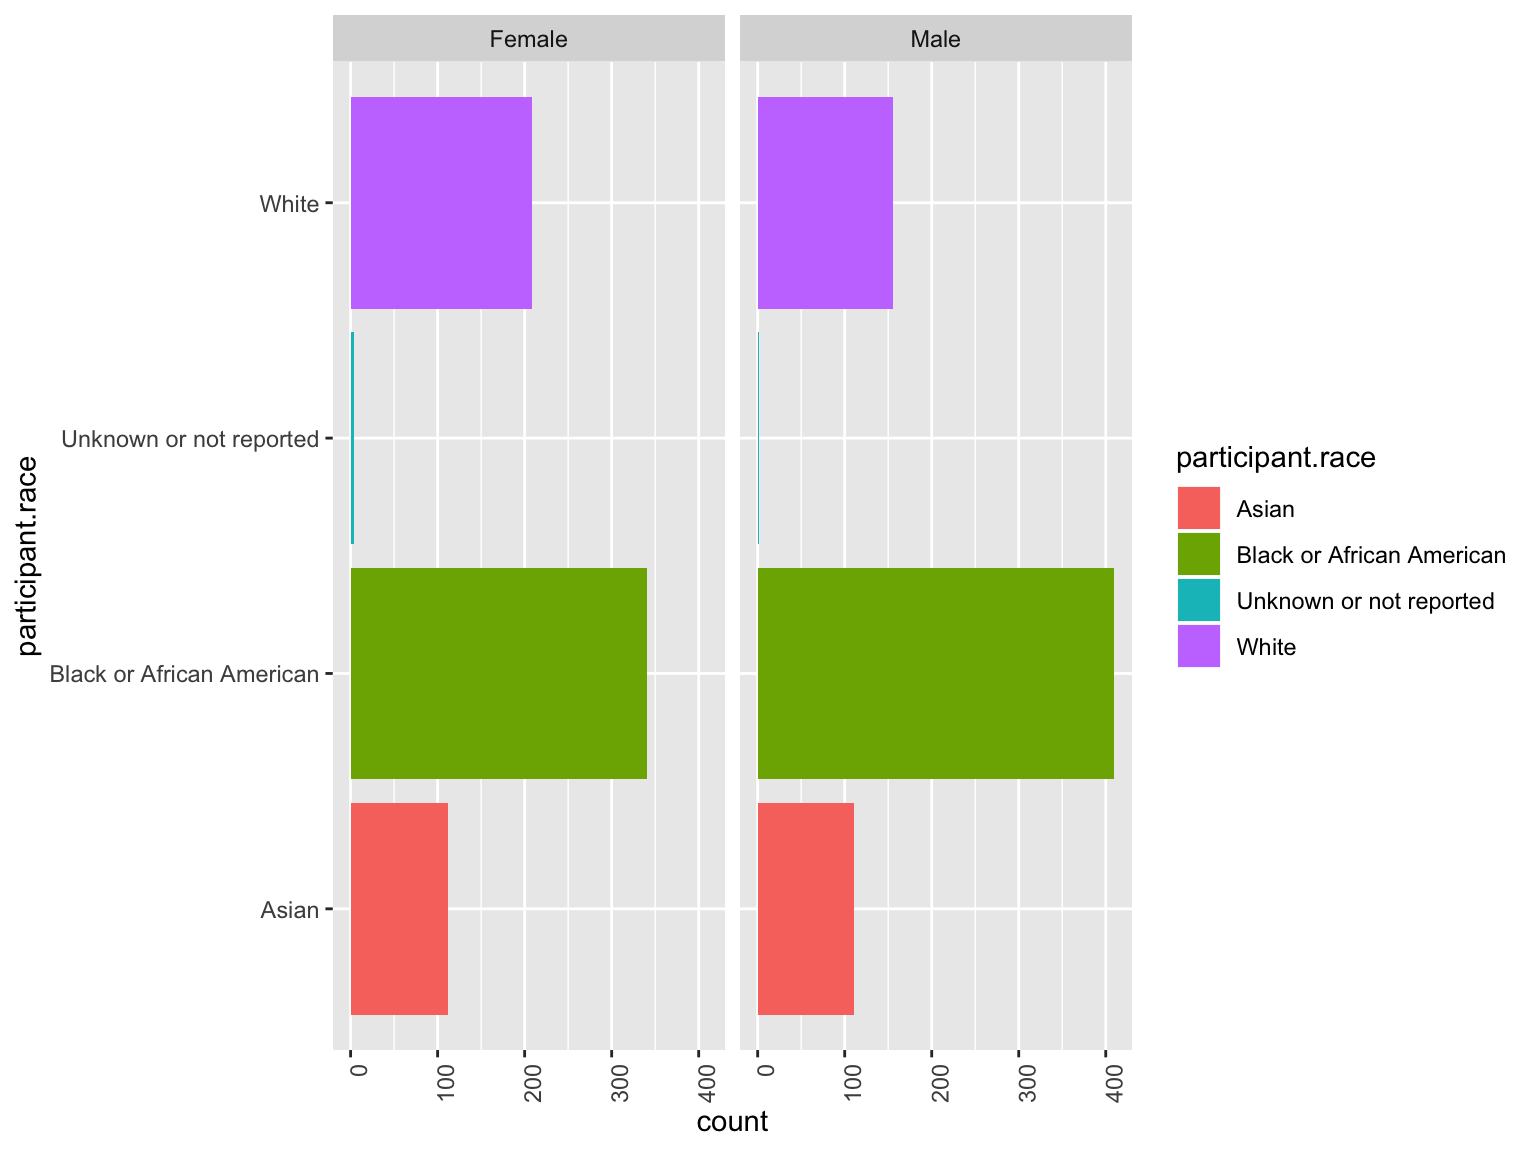 Female
Male
White
Unknown or not reported
Black or African American
Asian
participant.race
0
100
200
300
400
0
100
200
300
400
count
participant.race
Asian
Black or African American
Unknown or not reported
White